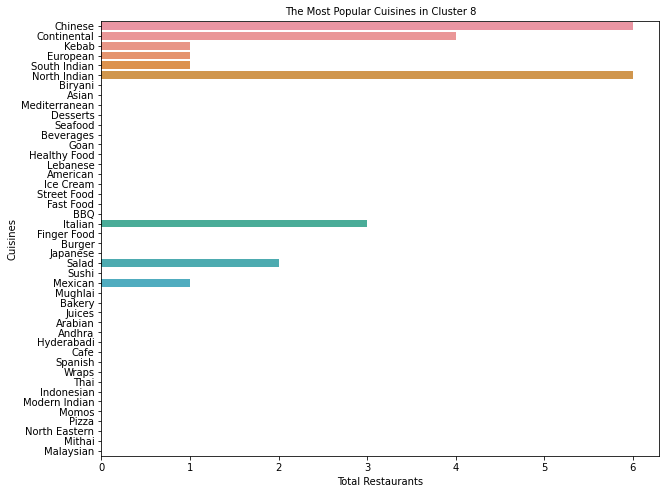 The Most Popular Cuisines in Cluster 8
Chinese
Continental
Kebab
European
South Indian
North Indian
Biryani
Asian
Mediterranean
Desserts
Seafood
Beverages
Goan
Healthy Food
Lebanese
American
Ice Cream
Street Food
Fast Food
BBQ
Italian
Finger Food
Burger
Japanese
Salad
Sushi
Mexican
Mughlai
Bakery
Juices
Arabian
Andhra
Hyderabadi
Cafe
Spanish
Wraps
Thai
Indonesian
Modern Indian
Momos
Pizza
North Eastern
Mithai
Malaysian
Cuisines
0 1 2 3 4 5 6
Total Restaurants